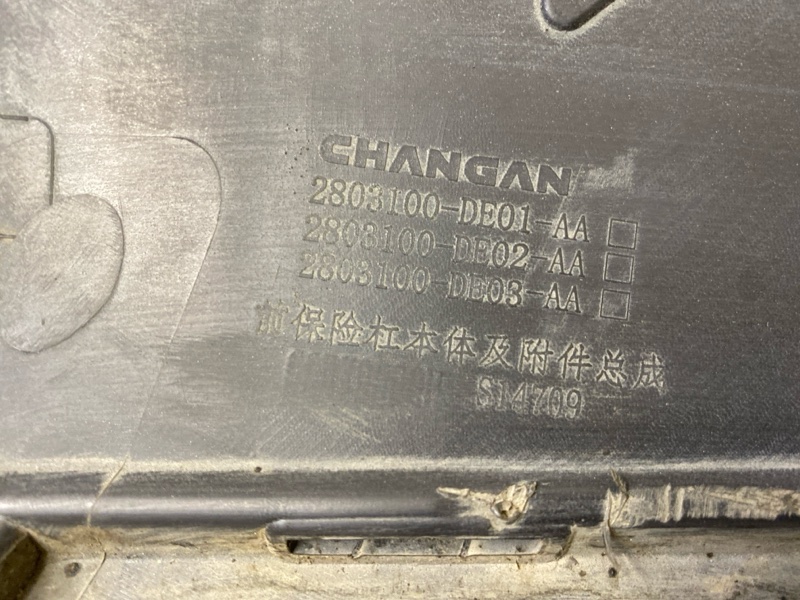 CHANGAN
2803100-DE01-AA □
2803100-DE02-AA □
2803100-DE03-AA □
前保险杠本体及附件总成
S14709